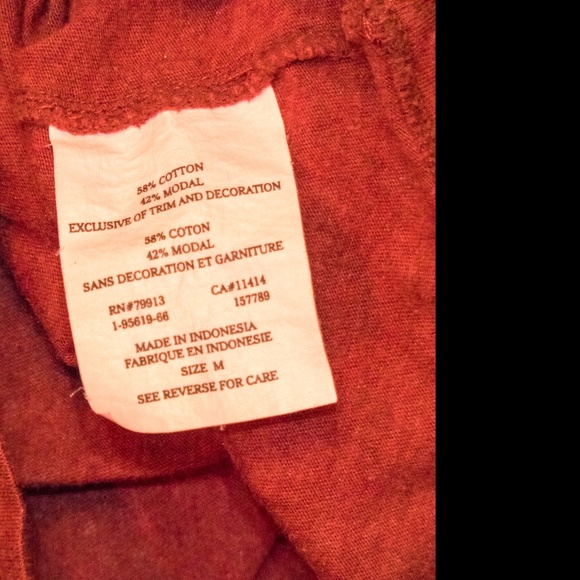 58% COTTON
42% MODAL
EXCLUSIVE OF TRIM AND DECORATION
58% COTON
42% MODAL
SANS DECORATION ET GARNITURE
RN#79913 CA#11414
1-95619-66 157789
MADE IN INDONESIA
FABRIQUE EN INDONESIE
SIZE M
SEE REVERSE FOR CARE